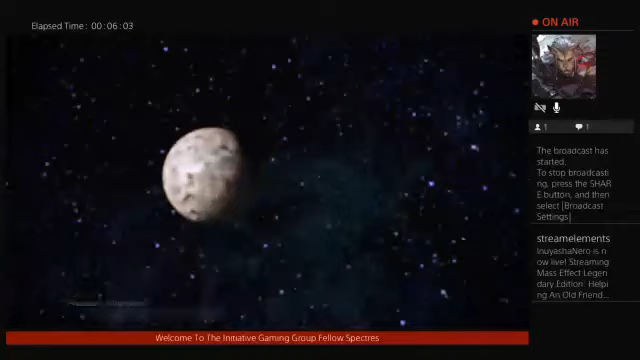 Elapsed Time: 00:06:03
ON AIR
1 1
The broadcast has
started.
To stop broadcasti
ng, press the SHAR
E button, and then
select [Broadcast
Settings]
streamelements
InuyashaNero is n
ow live! Streaming
Mass Effect Legen
dary Edition: Helpi
ng An Old Friend...
Welcome To The Initiative Gaming Group Fellow Spectres